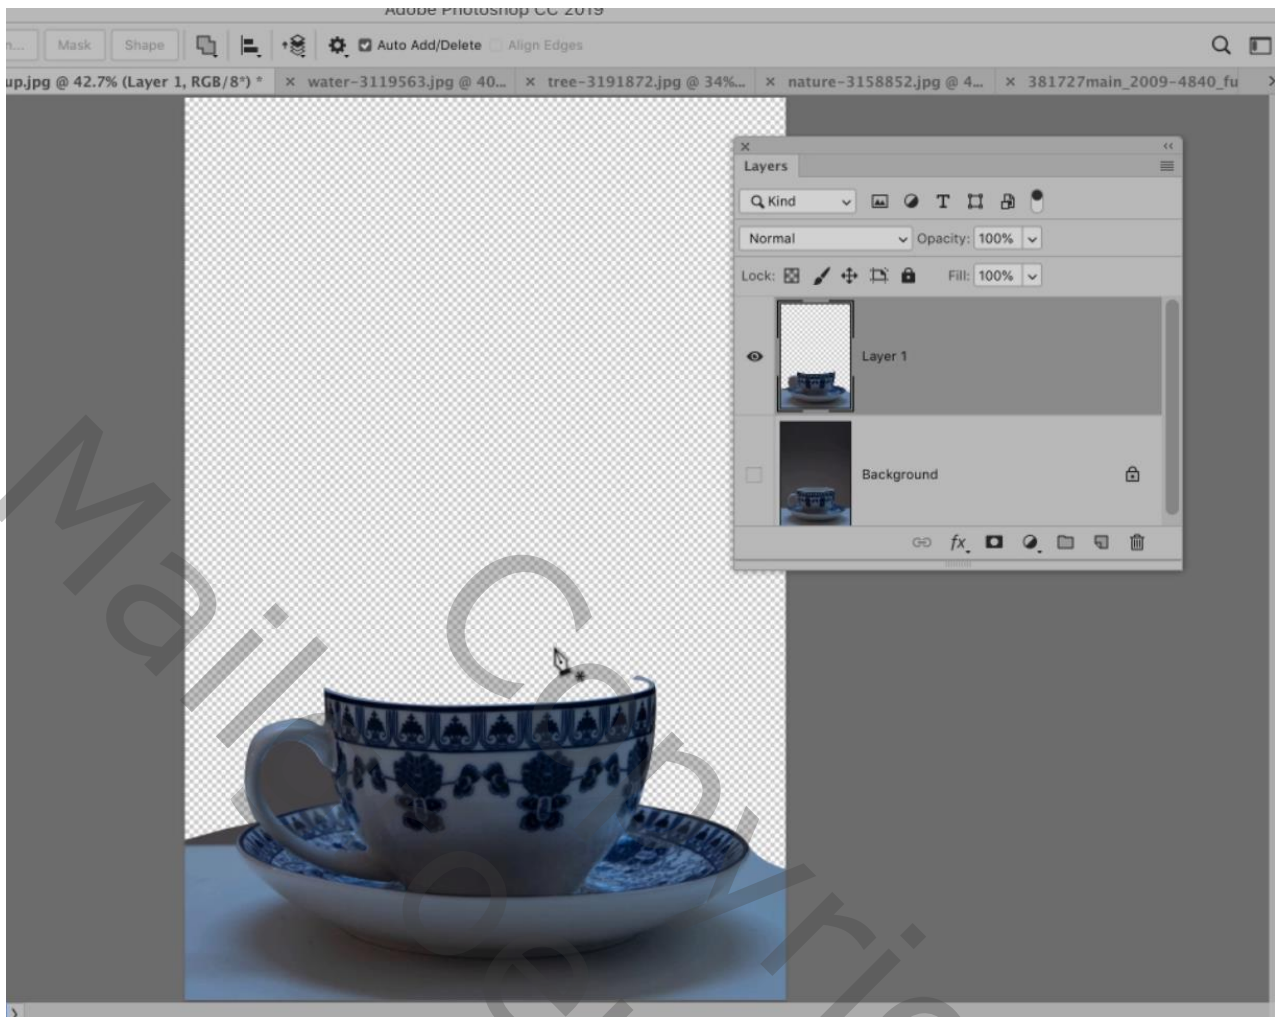 Adobe Photoshop CC 2019
Mask Shape Auto Add/Delete Align Edges
up.jpg @ 42.7% (Layer 1, RGB/8*) * × water-3119563.jpg @ 40... × tree-3191872.jpg @ 34%... × nature-3158852.jpg @ 4... × 381727main_2009-4840_fu
Layers
Kind
Normal Opacity: 100%
Lock: Fill: 100%
Layer 1
Background
fx